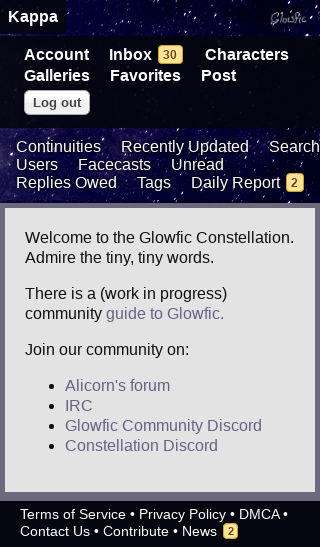 Kappa
Glowfic
Account Inbox 30 Characters
Galleries Favorites Post
Log out
Continuities Recently Updated Search
Users Facecasts Unread
Replies Owed Tags Daily Report 2
Welcome to the Glowfic Constellation.
Admire the tiny, tiny words.
There is a (work in progress)
community guide to Glowfic.
Join our community on:
• Alicorn's forum
• IRC
• Glowfic Community Discord
• Constellation Discord
Terms of Service • Privacy Policy • DMCA •
Contact Us • Contribute • News 2